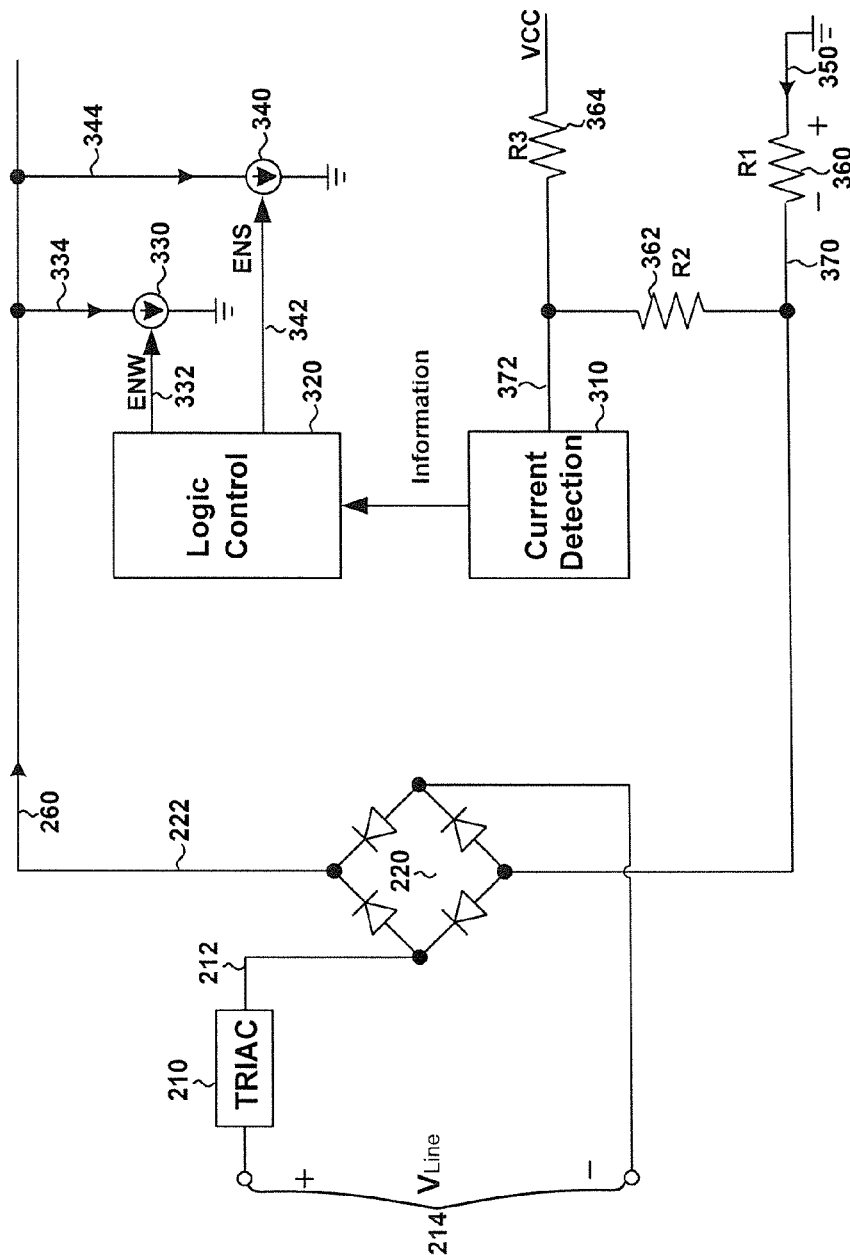 344
340
334
330
ENS
ENW
332
342
320
Logic
Control
Information
VCC
R3
364
372
310
Current
Detection
362
R2
350
R1
+
360
−
370
260
222
220
212
210
TRIAC
+
VLine
214
−